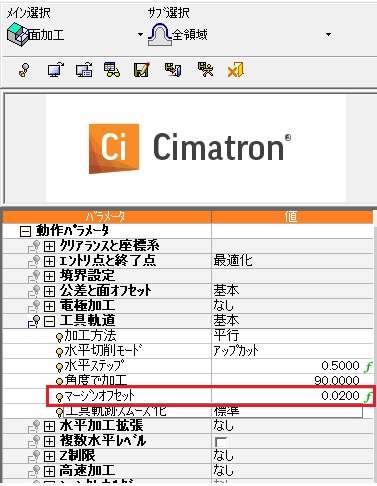 メイン選択 サブ選択
面加工 全領域
Ci Cimatron®
パラメータ 値
動作パラメータ
クリアランスと座標系
エントリ点と終了点 最適化
境界設定
公差と面オフセット 基本
電極加工 なし
工具軌道 基本
加工方法 平行
水平切削モード アップカット
水平ステップ 0.5000 f
角度で加工 90.0000
マージンオフセット 0.0200 f
工具軌跡スムーズ化 標準
水平加工拡張 なし
複数水平レベル
Z制限 なし
高速加工 なし